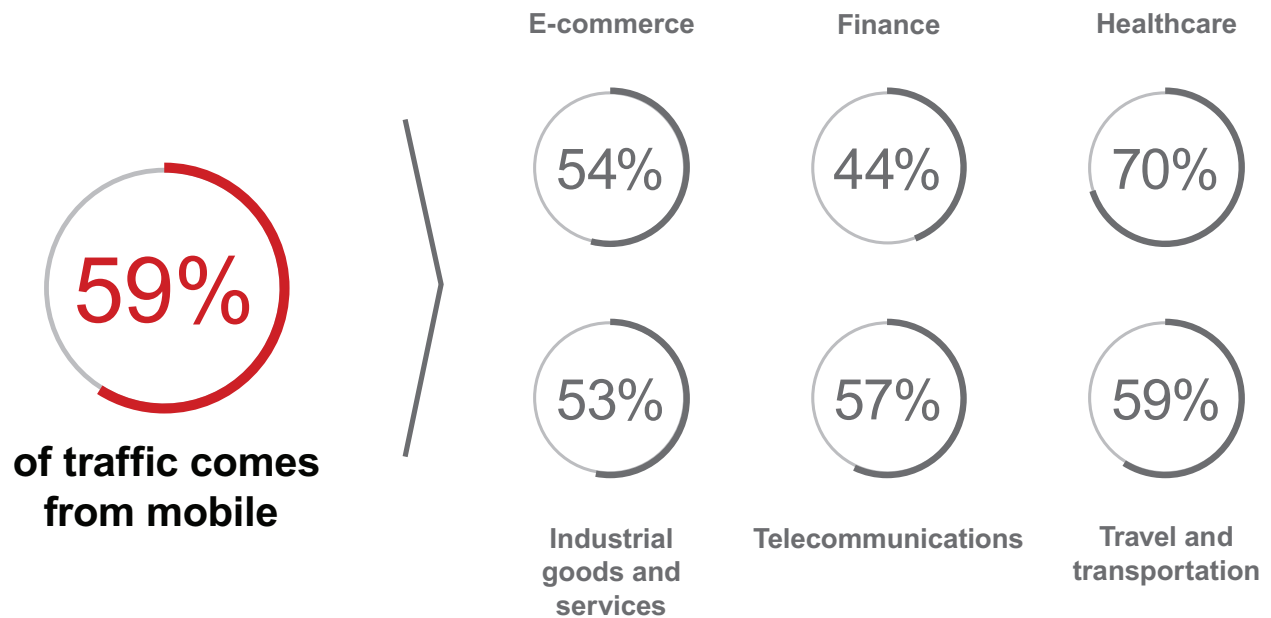 59%
of traffic comes
from mobile
E-commerce
54%
Finance
44%
Healthcare
70%
53%
Industrial
goods and
services
57%
Telecommunications
59%
Travel and
transportation